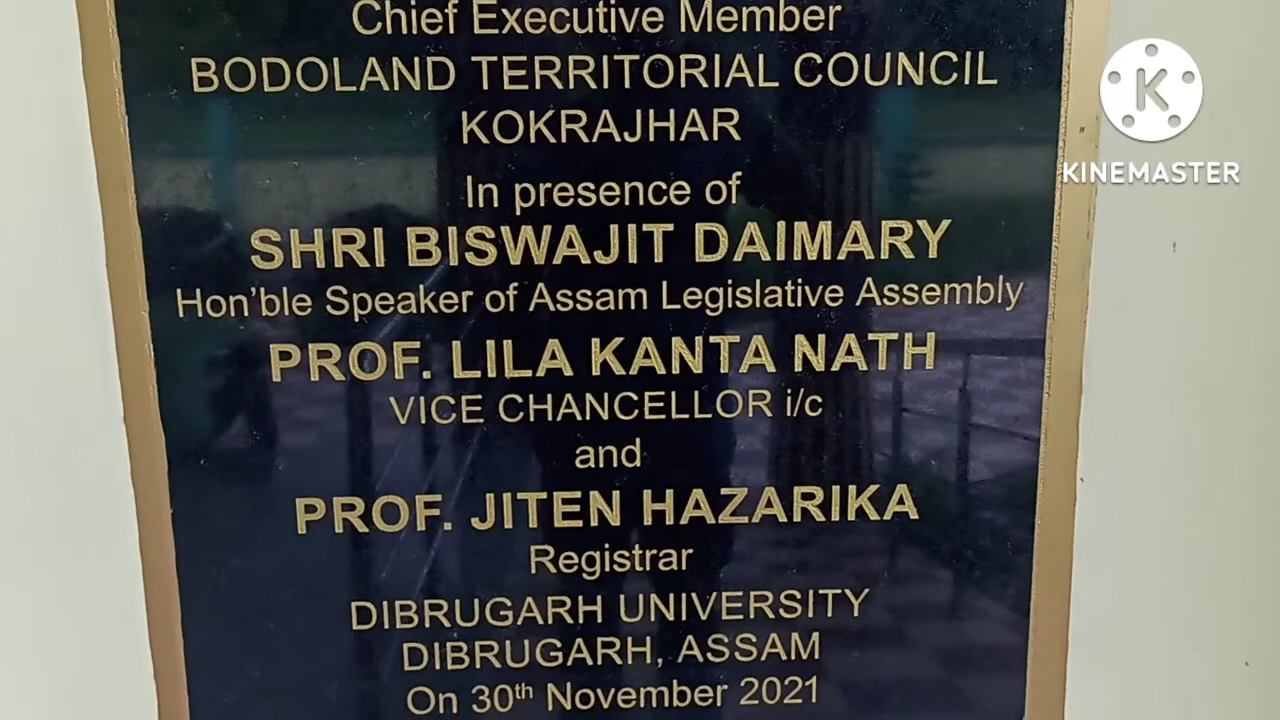 Chief Executive Member
BODOLAND TERRITORIAL COUNCIL
KOKRAJHAR
In presence of
SHRI BISWAJIT DAIMARY
Hon'ble Speaker of Assam Legislative Assembly
PROF. LILA KANTA NATH
VICE CHANCELLOR i/c
and
PROF. JITEN HAZARIKA
Registrar
DIBRUGARH UNIVERSITY
DIBRUGARH, ASSAM
On 30th November 2021
K
KINEMASTER